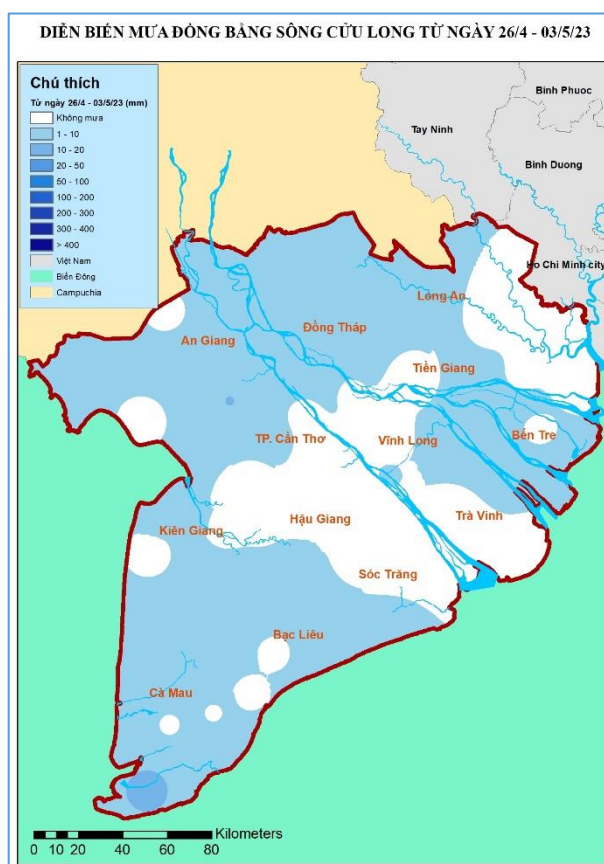 DIỄN BIẾN MƯA ĐỒNG BẰNG SÔNG CỬU LONG TỪ NGÀY 26/4 - 03/5/23
Chú thích
Từ ngày 26/4 - 03/5/23 (mm)
Không mưa
1 - 10
10 - 20
20 - 50
50 - 100
100 - 200
200 - 300
300 - 400
> 400
Việt Nam
Biển Đông
Campuchia
Binh Phuoc
Tay Ninh
Binh Duong
Ho Chi Minh city
Long An
Đồng Tháp
An Giang
Tiền Giang
TP. Cần Thơ
Vĩnh Long
Bến Tre
Kiên Giang
Hậu Giang
Trà Vinh
Sóc Trăng
Bạc Liêu
Cà Mau
Kilometers
0 10 20 40 60 80